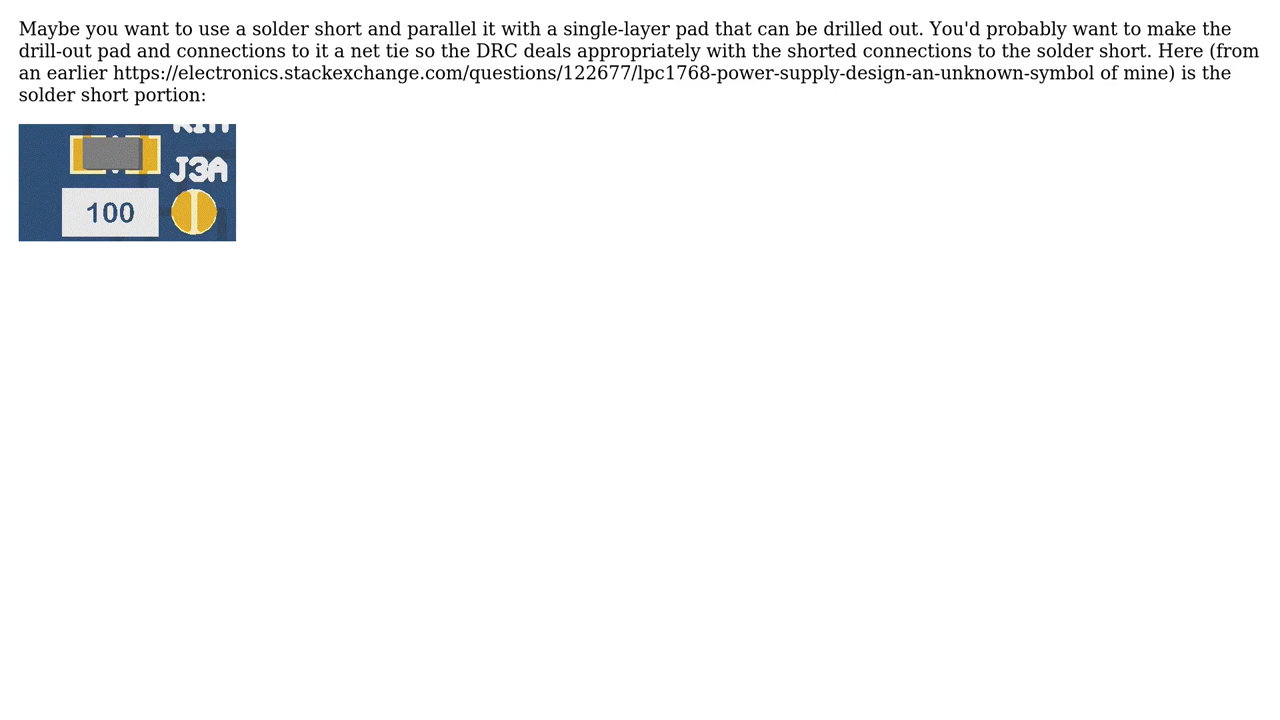 Maybe you want to use a solder short and parallel it with a single-layer pad that can be drilled out. You'd probably want to make the
drill-out pad and connections to it a net tie so the DRC deals appropriately with the shorted connections to the solder short. Here (from
an earlier https://electronics.stackexchange.com/questions/122677/lpc1768-power-supply-design-an-unknown-symbol of mine) is the
solder short portion:
J3A
100